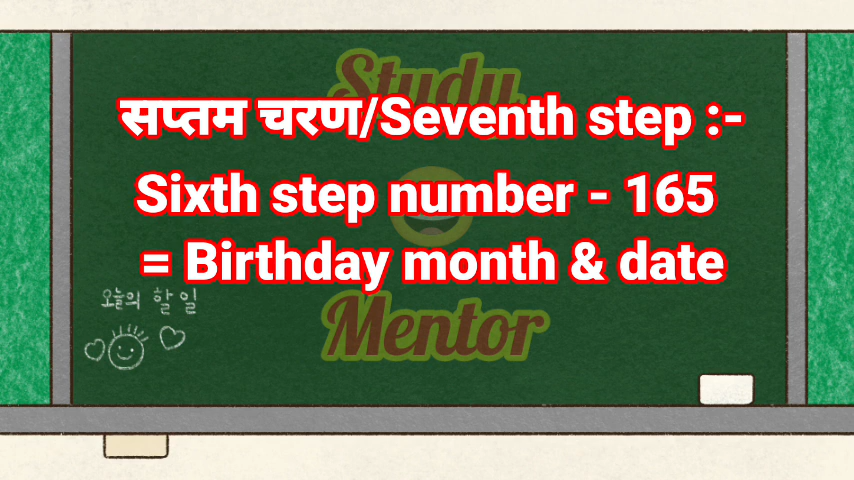 Study
सप्तम चरण/Seventh step :-
Sixth step number - 165
= Birthday month & date
오늘의 할 일
Mentor